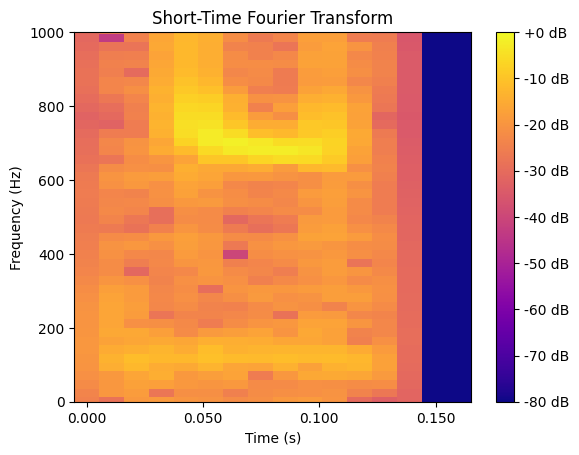 Short-Time Fourier Transform
1000
800
600
400
200
0
Frequency (Hz)
0.000
0.050
0.100
0.150
Time (s)
+0 dB
-10 dB
-20 dB
-30 dB
-40 dB
-50 dB
-60 dB
-70 dB
-80 dB